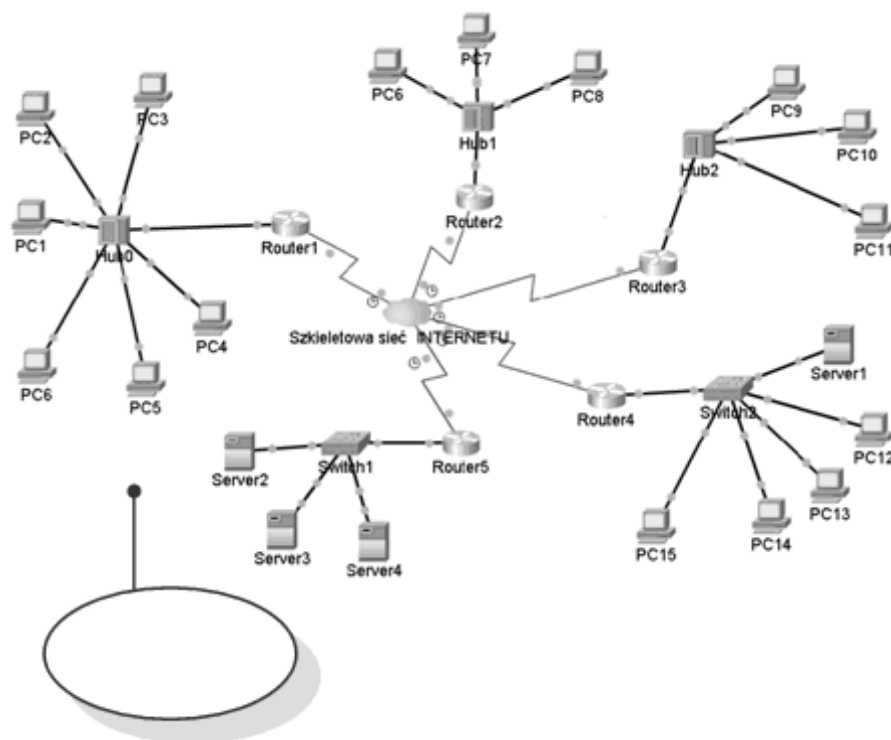 PC7
PC6
PC8
Hub1
PC9
PC10
Hub2
PC11
PC2
PC3
PC1
Hub0
Router1
Router2
Router3
PC4
PC6
PC5
Szkieletowa sieć INTERNETU
Server1
Router4
Switch2
PC12
PC13
PC14
PC15
Server2
Switch1
Router5
Server3
Server4